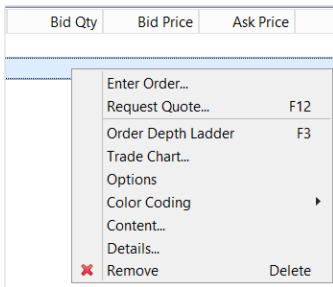 Bid Qty Bid Price Ask Price
Enter Order...
Request Quote... F12
Order Depth Ladder F3
Trade Chart...
Options
Color Coding
Content...
Details...
Remove Delete